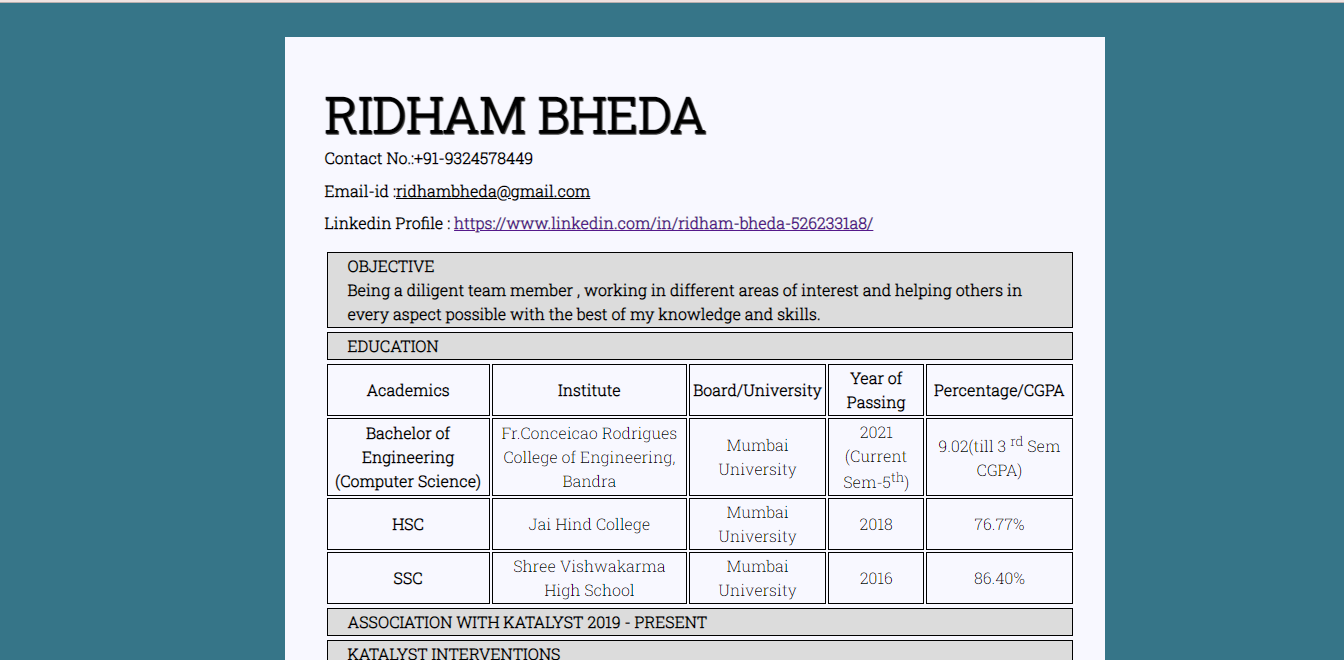 RIDHAM BHEDA
Contact No.:+91-9324578449
Email-id :ridhambheda@gmail.com
Linkedin Profile : https://www.linkedin.com/in/ridham-bheda-5262331a8/
OBJECTIVE
Being a diligent team member , working in different areas of interest and helping others in
every aspect possible with the best of my knowledge and skills.
EDUCATION
Academics
Institute
Board/University
Year of
Passing
Percentage/CGPA
Bachelor of
Engineering
(Computer Science)
Fr.Conceicao Rodrigues
College of Engineering,
Bandra
Mumbai
University
2021
(Current
Sem-5th)
9.02(till 3 rd Sem
CGPA)
HSC
Jai Hind College
Mumbai
University
2018
76.77%
SSC
Shree Vishwakarma
High School
Mumbai
University
2016
86.40%
ASSOCIATION WITH KATALYST 2019 - PRESENT
KATALYST INTERVENTIONS